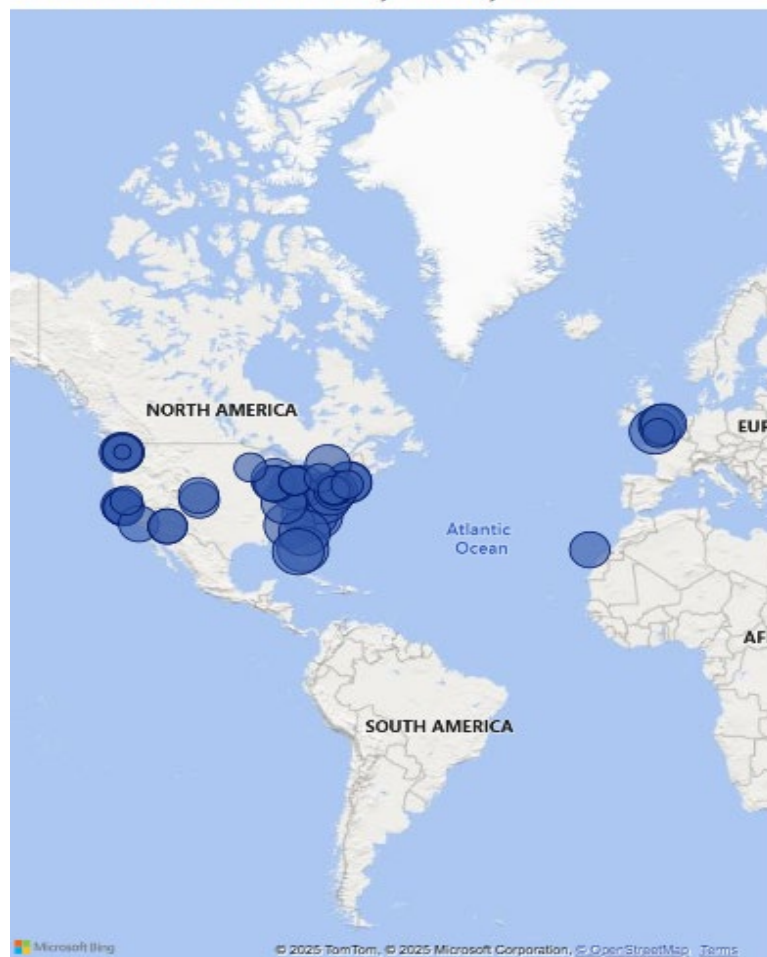 NORTH AMERICA
EUR
Atlantic
Ocean
AF
SOUTH AMERICA
Microsoft Bing
© 2025 TomTom, © 2025 Microsoft Corporation, © OpenStreetMap Terms